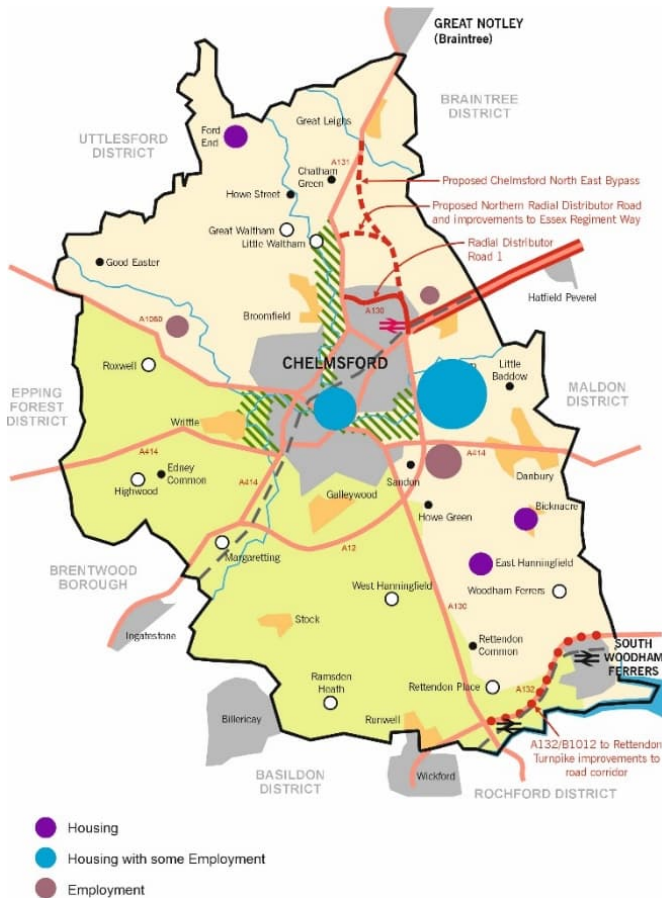 GREAT NOTLEY
(Braintree)
BRAINTREE
DISTRICT
UTTLESFORD
DISTRICT
Great Leighs
Ford
End
A131
Chatham
Green
Proposed Chelmsford North East Bypass
Howe Street
Proposed Northern Radial Distributor Road
and improvements to Essex Regiment Way
Great Waltham
Little Waltham
Radial Distributor
Road 1
Good Easter
Hatfield Peverel
Broomfield
A130
A1060
CHELMSFORD
Roxwell
Little
Baddow
EPPING
FOREST
DISTRICT
MALDON
DISTRICT
Writtle
A414
A414
Edney
Common
Sandon
Danbury
Highwood
A414
Galleywood
Bicknacre
Howe Green
A12
Margaretting
East Hanningfield
BRENTWOOD
BOROUGH
West Hanningfield
Woodham Ferrers
A130
Ingatestone
Stock
Rettendon
Common
SOUTH
WOODHAM
FERRERS
Ramsden
Heath
Rettendon Place
A132
Billericay
Runwell
A132/B1012 to Rettendon
Turnpike improvements to
road corridor
BASILDON
DISTRICT
Wickford
ROCHFORD DISTRICT
Housing
Housing with some Employment
Employment